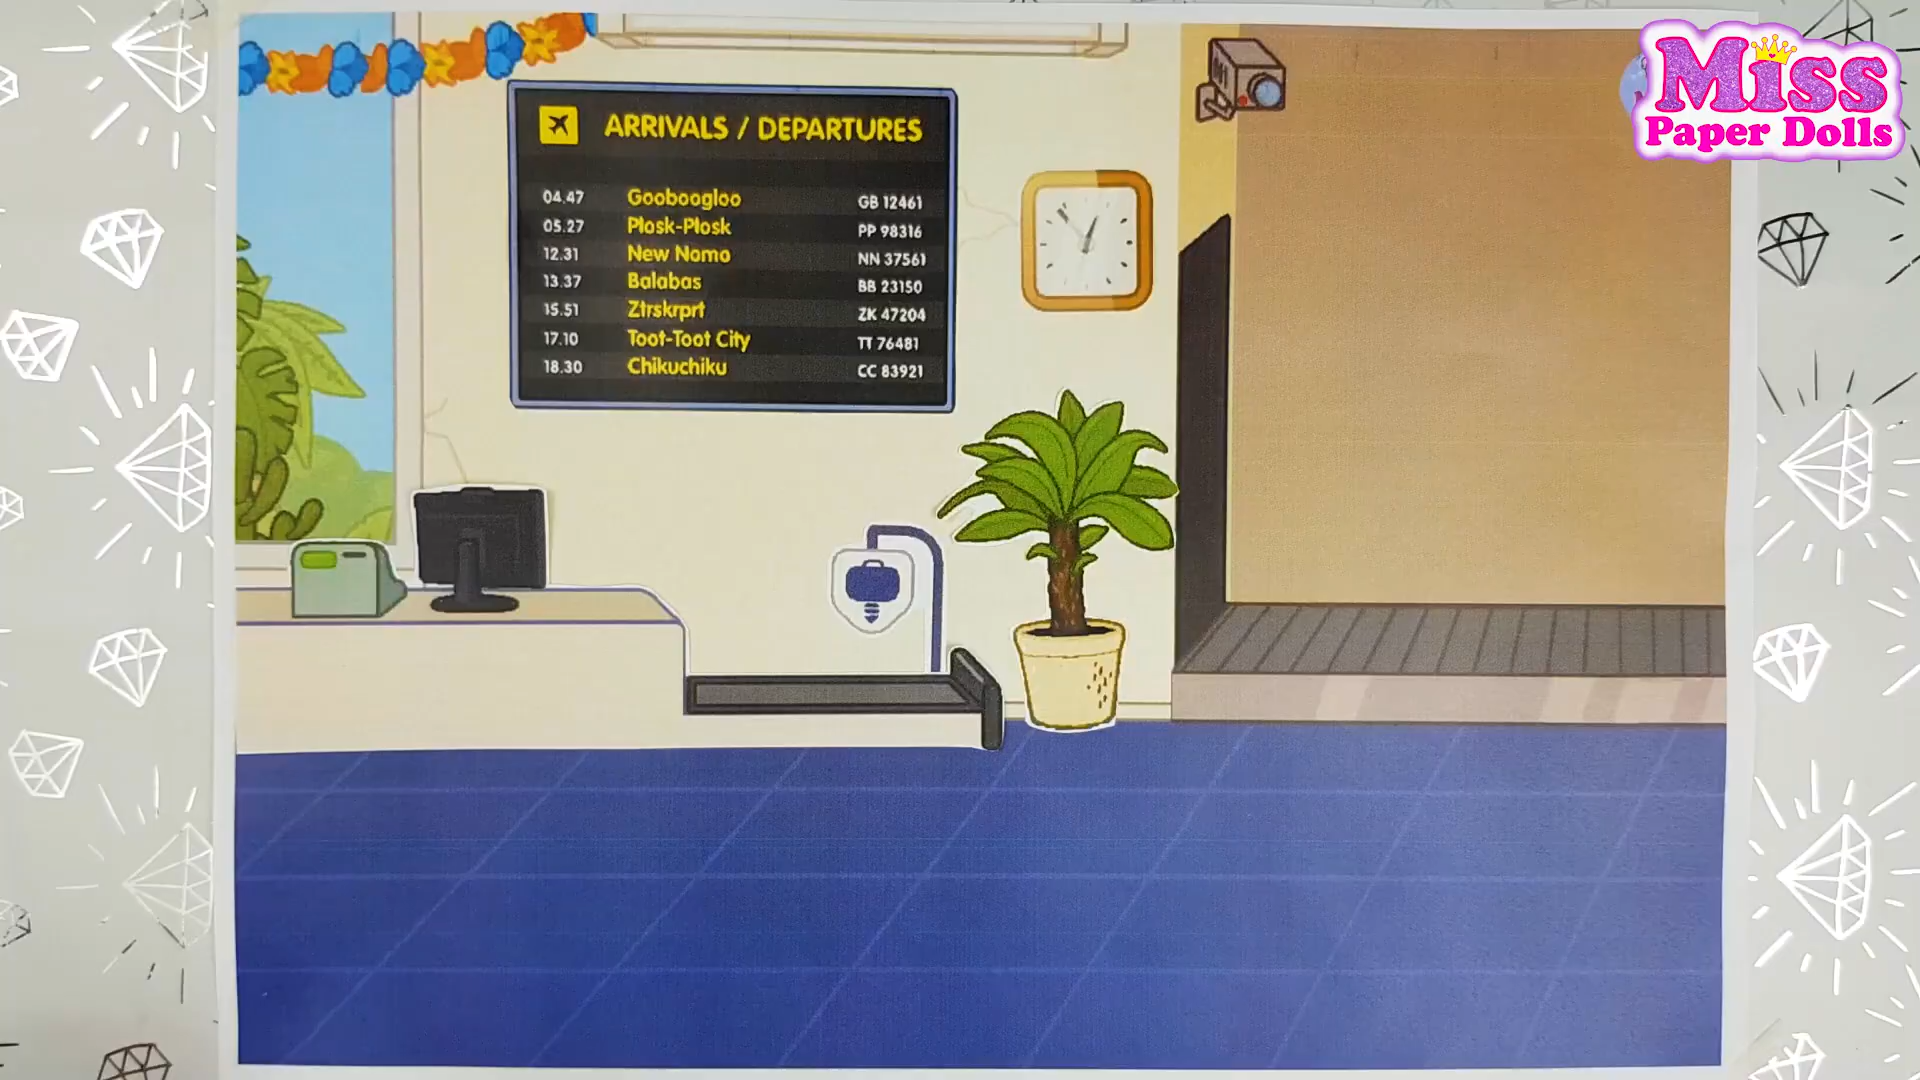 Miss
Paper Dolls
ARRIVALS / DEPARTURES
04.47 Gooboogloo GB 12461
05.27 Plosk-Plosk PP 98316
12.31 New Nomo NN 37561
13.37 Balabas BB 23150
15.51 Ztrskrprt ZK 47204
17.10 Toot-Toot City TT 76481
18.30 Chikuchiku CC 83921